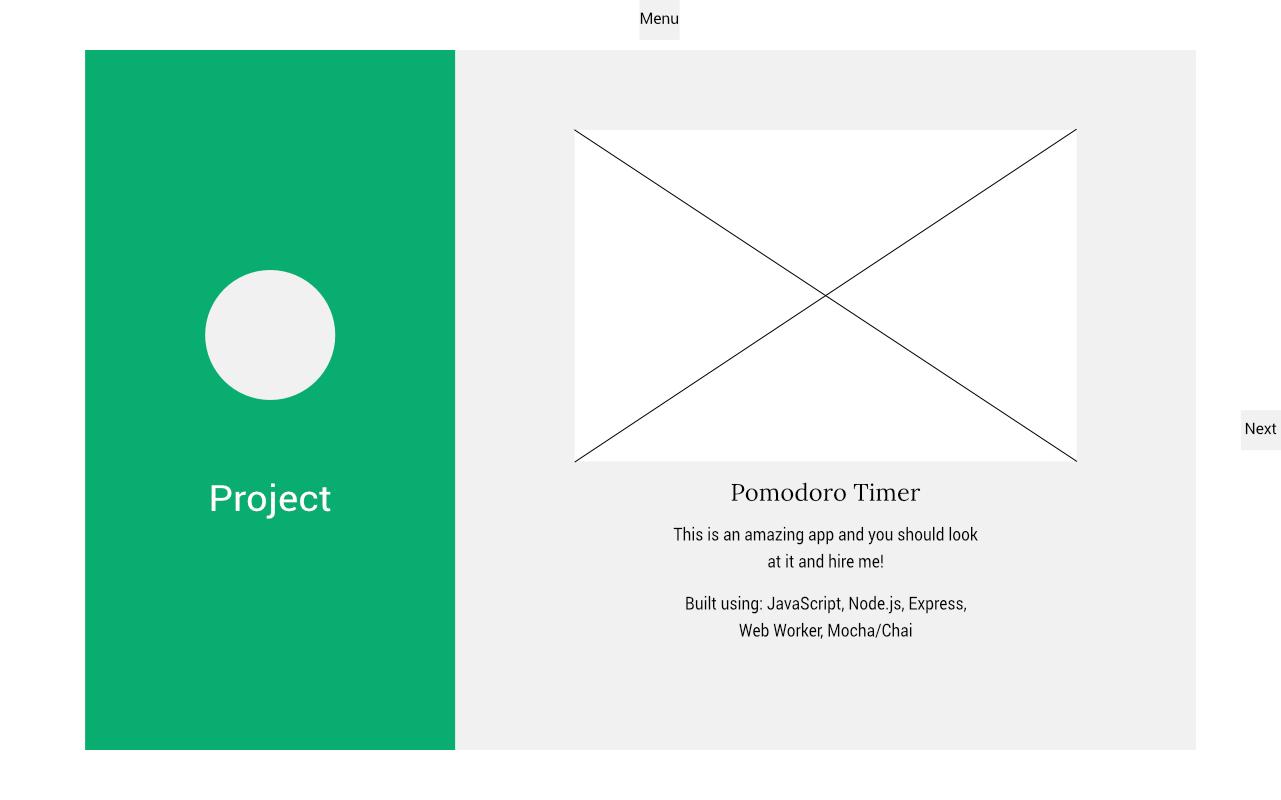 Menu
Project
Pomodoro Timer
This is an amazing app and you should look
at it and hire me!
Built using: JavaScript, Node.js, Express,
Web Worker, Mocha/Chai
Next